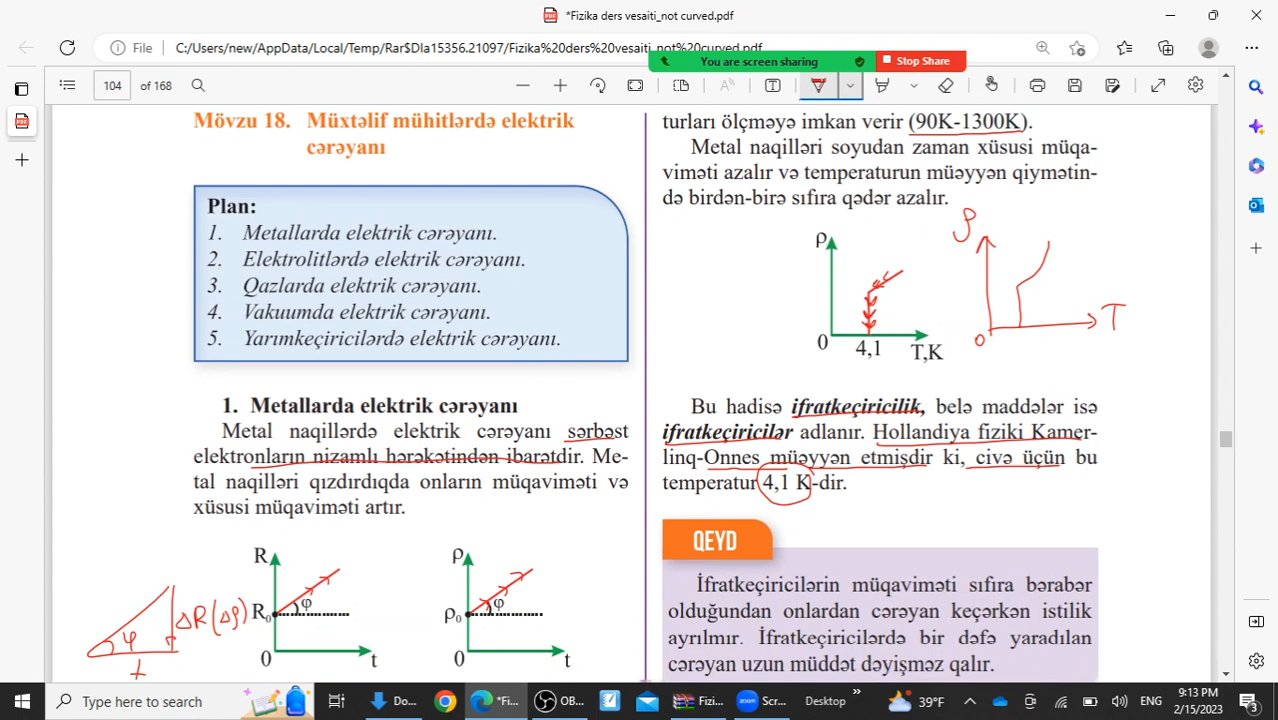 *Fizika ders vesaiti_not curved.pdf
File
C:/Users/new/AppData/Local/Temp/Rar$DIa15356.21097/Fizika%20ders%20vesaiti_not%20curved.pdf
You are screen sharing
Stop Share
104 of 168
Mövzu 18. Müxtəlif mühitlərdə elektrik
cərəyanı
Plan:
1. Metallarda elektrik cərəyanı.
2. Elektrolitlərdə elektrik cərəyanı.
3. Qazlarda elektrik cərəyanı.
4. Vakuumda elektrik cərəyanı.
5. Yarımkeçiricilərdə elektrik cərəyanı.
1. Metallarda elektrik cərəyanı
Metal naqillərdə elektrik cərəyanı sərbəst
elektronların nizamlı hərəkətindən ibarətdir. Me-
tal naqilləri qızdırdıqda onların müqaviməti və
xüsusi müqaviməti artır.
R
R₀
φ
0
t
ρ
ρ₀
φ
0
t
φ
ΔR(Δρ)
t
turları ölçməyə imkan verir (90K-1300K).
Metal naqilləri soyudan zaman xüsusi müqa-
viməti azalır və temperaturun müəyyən qiymətin-
də birdən-birə sıfıra qədər azalır.
ρ
0
4,1
T,K
ρ
0
T
Bu hadisə ifratkeçiricilik, belə maddələr isə
ifratkeçiricilər adlanır. Hollandiya fiziki Kamer-
linq-Onnes müəyyən etmişdir ki, civə üçün bu
temperatur 4,1 K-dir.
QEYD
İfratkeçiricilərin müqaviməti sıfıra bərabər
olduğundan onlardan cərəyan keçərkən istilik
ayrılmır. İfratkeçiricilərdə bir dəfə yaradılan
cərəyan uzun müddət dəyişməz qalır.
Type here to search
Do...
*Fi...
OB...
Fizi...
zoom
Scr...
Desktop
39°F
ENG
9:13 PM
2/15/2023
3